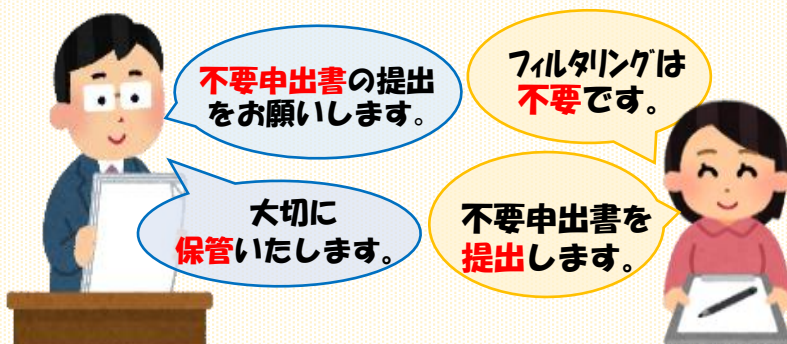 フィルタリングは
不要です。
不要申出書の提出
をお願いします。
不要申出書を
提出します。
大切に
保管いたします。